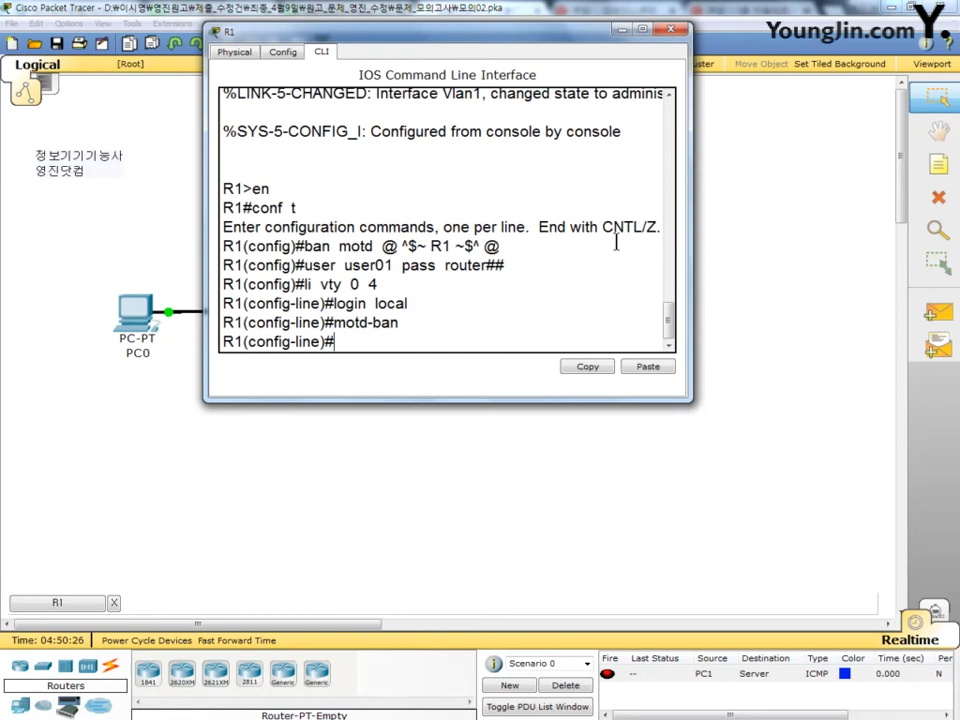 Cisco Packet Tracer - D:₩이시영₩영진원고₩제출_수정건₩최종_4월9일₩원고_문제_영진_수정₩문제_모의고사₩모의02.pka
YoungJin.com Y.
File Edit Options View Tools Extensions
R1
Logical [Root] Move Object Set Tiled Background Viewport
Physical Config CLI
IOS Command Line Interface
%LINK-5-CHANGED: Interface Vlan1, changed state to adminis
%SYS-5-CONFIG_I: Configured from console by console
R1>en
R1#conf t
Enter configuration commands, one per line. End with CNTL/Z.
R1(config)#ban motd @ ^$~ R1 ~$^ @
R1(config)#user user01 pass router##
R1(config)#li vty 0 4
R1(config-line)#login local
R1(config-line)#motd-ban
R1(config-line)#
Copy Paste
정보기기기능사
영진닷컴
PC-PT
PC0
R1 X
Time: 04:50:26 Power Cycle Devices Fast Forward Time Realtime
Routers
1841 2620XM 2621XM 2811 Generic Generic
Router-PT-Empty
Scenario 0
New Delete
Toggle PDU List Window
Fire Last Status Source Destination Type Color Time (sec) Per
-- PC1 Server ICMP 0.000 N